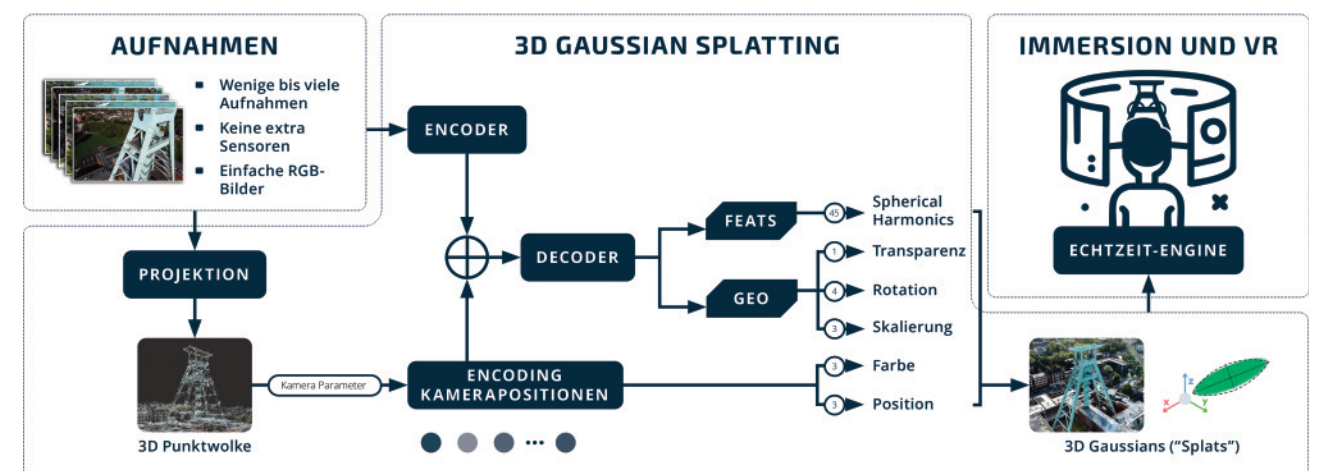 AUFNAHMEN
Wenige bis viele
Aufnahmen
Keine extra
Sensoren
Einfache RGB-
Bilder
PROJEKTION
3D Punktwolke
Kamera Parameter
3D GAUSSIAN SPLATTING
ENCODER
DECODER
ENCODING
KAMERAPOSITIONEN
FEATS
GEO
45
Spherical
Harmonics
1
Transparenz
4
Rotation
3
Skalierung
3
Farbe
3
Position
IMMERSION UND VR
ECHTZEIT-ENGINE
z
x
y
3D Gaussians ("Splats")